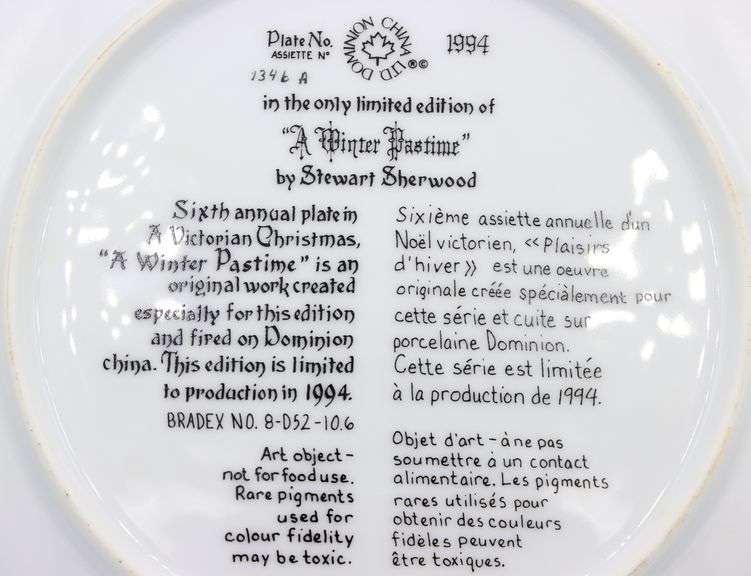 Plate No.
ASSIETTE Nº
1346 A
DOMINION CHINA LTD.
®©
1994
in the only limited edition of
"A Winter Pastime"
by Stewart Sherwood
Sixth annual plate in
A Victorian Christmas,
"A Winter Pastime" is an
original work created
especially for this edition
and fired on Dominion
china. This edition is limited
to production in 1994.
BRADEX NO. 8-D52-10.6
Art object-
not for food use.
Rare pigments
used for
colour fidelity
may be toxic.
Sixième assiette annuelle d'un
Noël victorien, «Plaisirs
d'hiver» est une oeuvre
originale créée spécialement pour
cette série et cuite sur
porcelaine Dominion.
Cette série est limitée
à la production de 1994.
Objet d'art - à ne pas
soumettre à un contact
alimentaire. Les pigments
rares utilisés pour
obtenir des couleurs
fidèles peuvent
être toxiques.